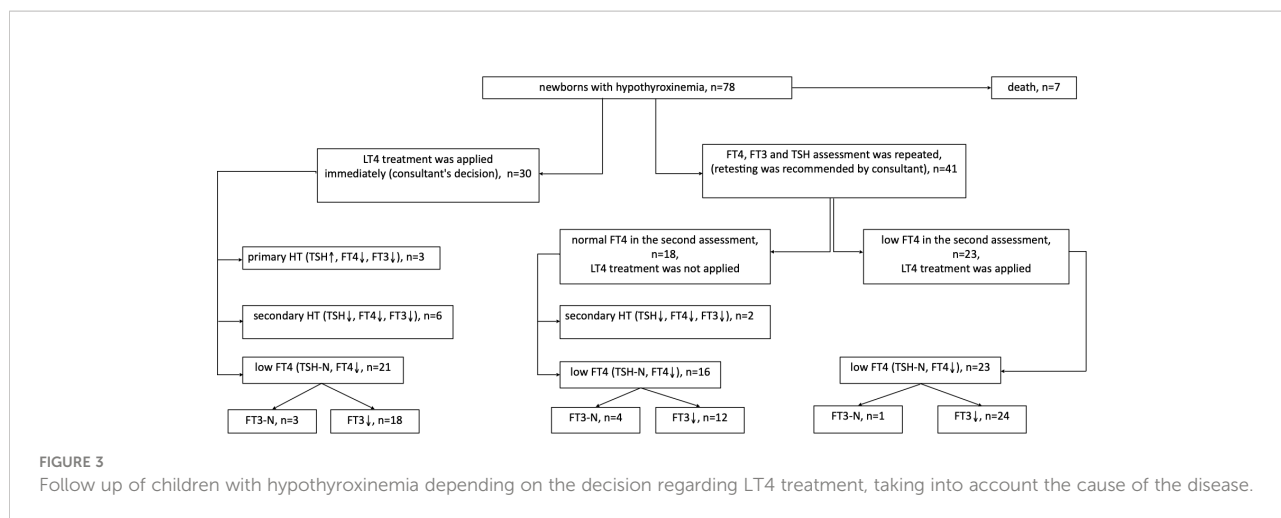 newborns with hypothyroxinemia, n=78
death, n=7
LT4 treatment was applied
immediately (consultant's decision), n=30
FT4, FT3 and TSH assessment was repeated,
(retesting was recommended by consultant), n=41
normal FT4 in the second assessment,
n=18,
LT4 treatment was not applied
low FT4 in the second assessment,
n=23,
LT4 treatment was applied
primary HT (TSH↑, FT4↓, FT3↓), n=3
secondary HT (TSH↓, FT4↓, FT3↓), n=6
secondary HT (TSH↓, FT4↓, FT3↓), n=2
low FT4 (TSH-N, FT4↓), n=21
low FT4 (TSH-N, FT4↓), n=16
low FT4 (TSH-N, FT4↓), n=23
FT3-N, n=3
FT3↓, n=18
FT3-N, n=4
FT3↓, n=12
FT3-N, n=1
FT3↓, n=24
FIGURE 3
Follow up of children with hypothyroxinemia depending on the decision regarding LT4 treatment, taking into account the cause of the disease.